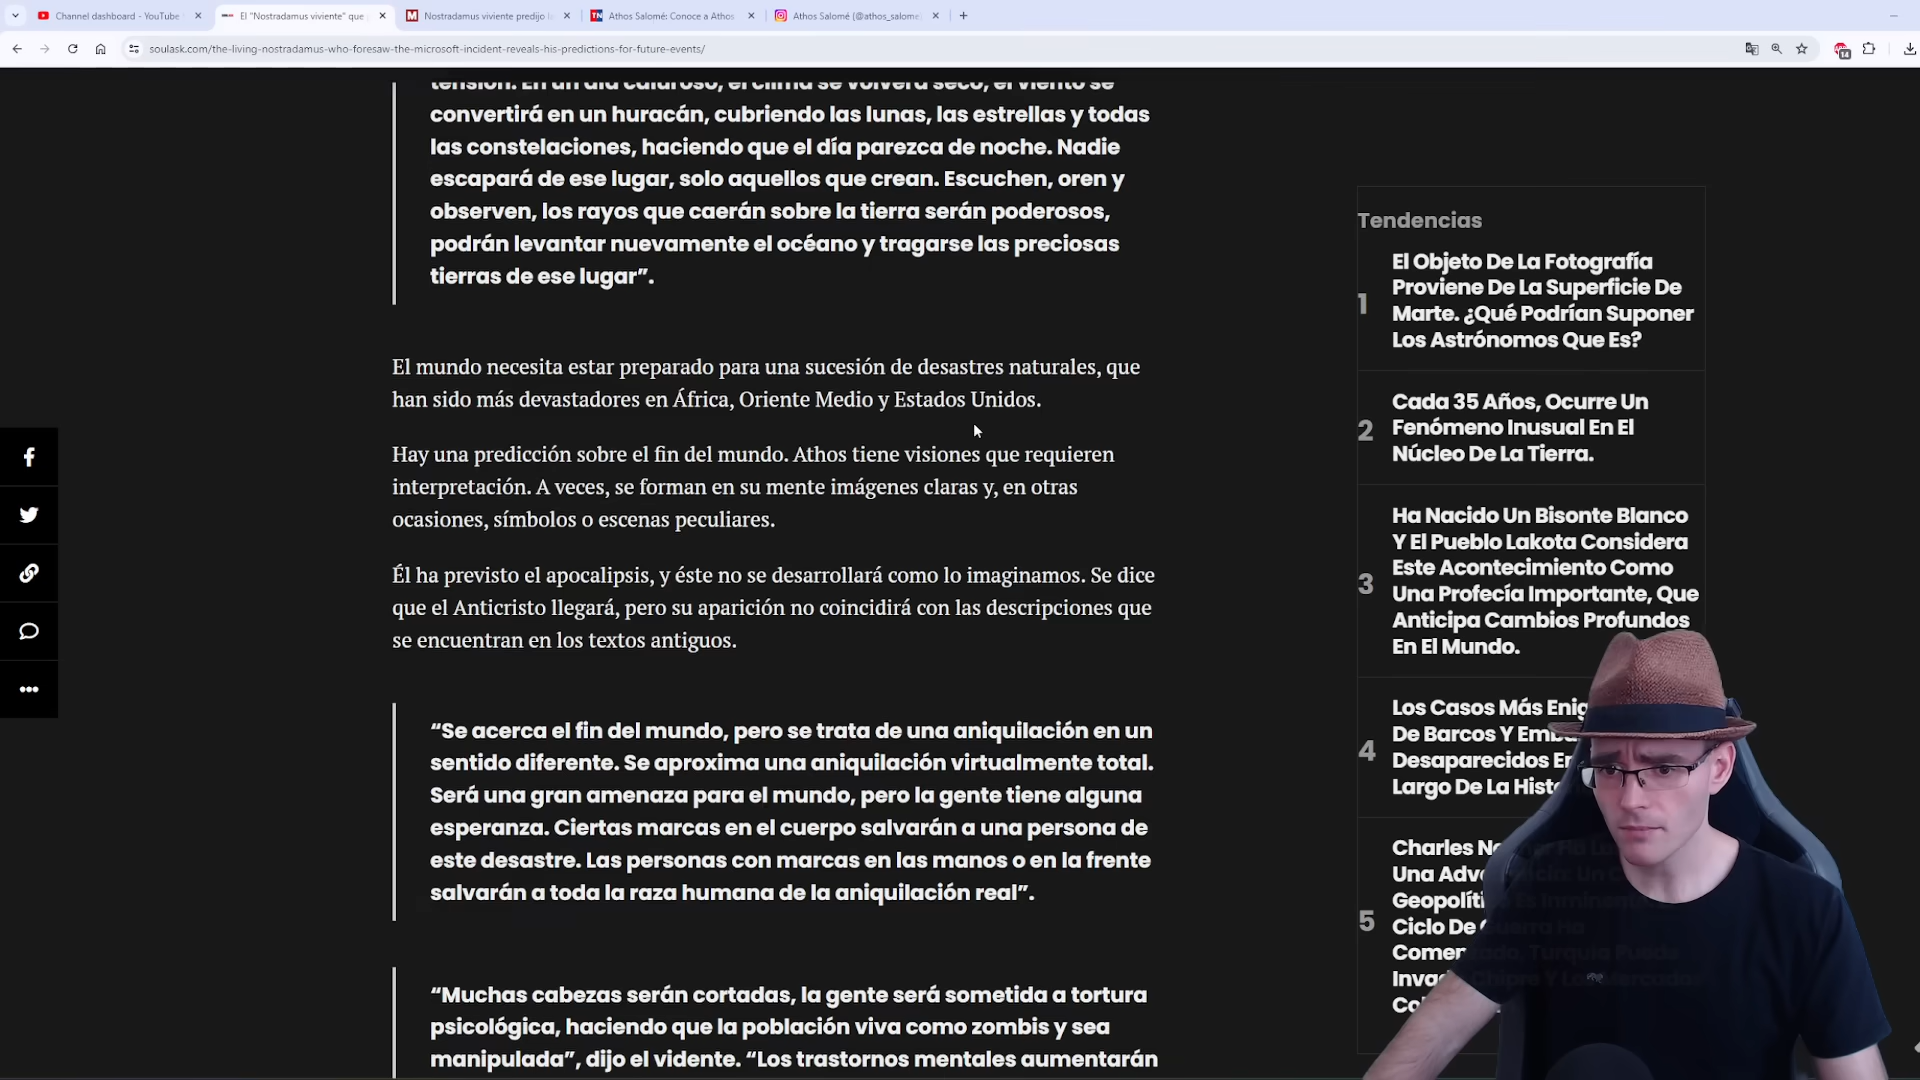 Channel dashboard - YouTube
El "Nostradamus viviente" que
Nostradamus viviente predijo l
Athos Salomé: Conoce a Athos
Athos Salomé (@athos_salome
soulask.com/the-living-nostradamus-who-foresaw-the-microsoft-incident-reveals-his-predictions-for-future-events/
14
tensión. En un día caluroso, el clima se volverá seco, el viento se
convertirá en un huracán, cubriendo las lunas, las estrellas y todas
las constelaciones, haciendo que el día parezca de noche. Nadie
escapará de ese lugar, solo aquellos que crean. Escuchen, oren y
observen, los rayos que caerán sobre la tierra serán poderosos,
podrán levantar nuevamente el océano y tragarse las preciosas
tierras de ese lugar”.
El mundo necesita estar preparado para una sucesión de desastres naturales, que
han sido más devastadores en África, Oriente Medio y Estados Unidos.
Hay una predicción sobre el fin del mundo. Athos tiene visiones que requieren
interpretación. A veces, se forman en su mente imágenes claras y, en otras
ocasiones, símbolos o escenas peculiares.
Él ha previsto el apocalipsis, y éste no se desarrollará como lo imaginamos. Se dice
que el Anticristo llegará, pero su aparición no coincidirá con las descripciones que
se encuentran en los textos antiguos.
“Se acerca el fin del mundo, pero se trata de una aniquilación en un
sentido diferente. Se aproxima una aniquilación virtualmente total.
Será una gran amenaza para el mundo, pero la gente tiene alguna
esperanza. Ciertas marcas en el cuerpo salvarán a una persona de
este desastre. Las personas con marcas en las manos o en la frente
salvarán a toda la raza humana de la aniquilación real”.
“Muchas cabezas serán cortadas, la gente será sometida a tortura
psicológica, haciendo que la población viva como zombis y sea
manipulada”, dijo el vidente. “Los trastornos mentales aumentarán
Tendencias
1
El Objeto De La Fotografía
Proviene De La Superficie De
Marte. ¿Qué Podrían Suponer
Los Astrónomos Que Es?
2
Cada 35 Años, Ocurre Un
Fenómeno Inusual En El
Núcleo De La Tierra.
3
Ha Nacido Un Bisonte Blanco
Y El Pueblo Lakota Considera
Este Acontecimiento Como
Una Profecía Importante, Que
Anticipa Cambios Profundos
En El Mundo.
4
Los Casos Más Enig
De Barcos Y Emb
Desaparecidos E
Largo De La Hist
5
Charles N
Una Adv
Geopolíti
Ciclo De
Comen
Inva
Co